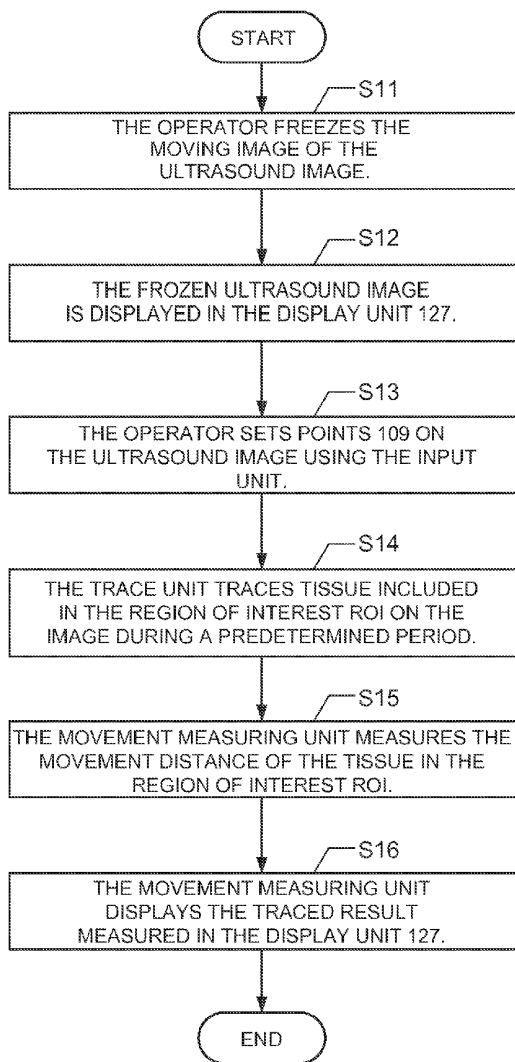 START
S11
THE OPERATOR FREEZES THE
MOVING IMAGE OF THE
ULTRASOUND IMAGE.
S12
THE FROZEN ULTRASOUND IMAGE
IS DISPLAYED IN THE DISPLAY UNIT 127.
S13
THE OPERATOR SETS POINTS 109 ON
THE ULTRASOUND IMAGE USING THE INPUT
UNIT.
S14
THE TRACE UNIT TRACES TISSUE INCLUDED
IN THE REGION OF INTEREST ROI ON THE
IMAGE DURING A PREDETERMINED PERIOD.
S15
THE MOVEMENT MEASURING UNIT MEASURES THE
MOVEMENT DISTANCE OF THE TISSUE IN THE
REGION OF INTEREST ROI.
S16
THE MOVEMENT MEASURING UNIT
DISPLAYS THE TRACED RESULT
MEASURED IN THE DISPLAY UNIT 127.
END